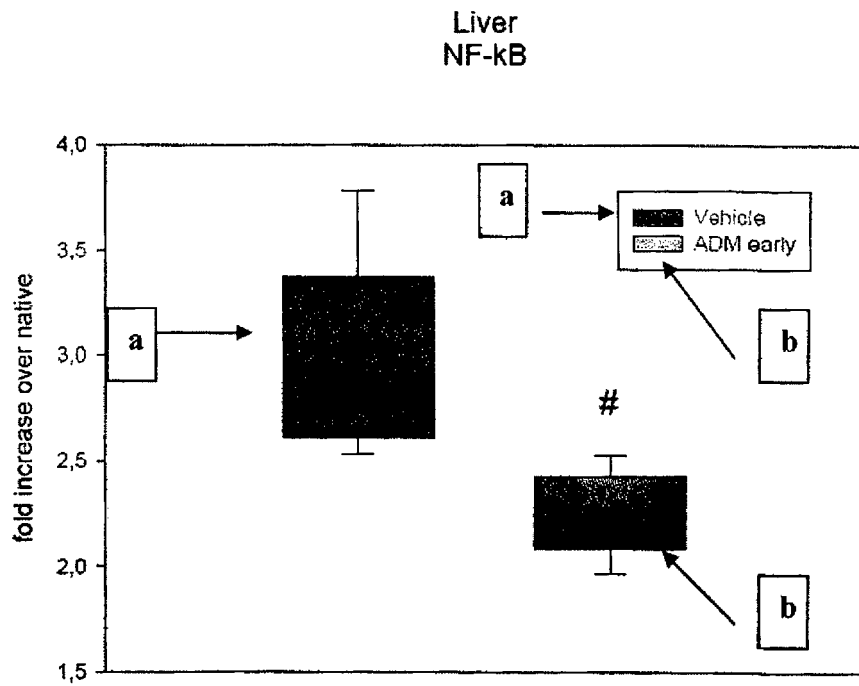 Liver
NF-kB
fold increase over native
4,0
3,5
3,0
2,5
2,0
1,5
a
Vehicle
ADM early
a
b
#
b